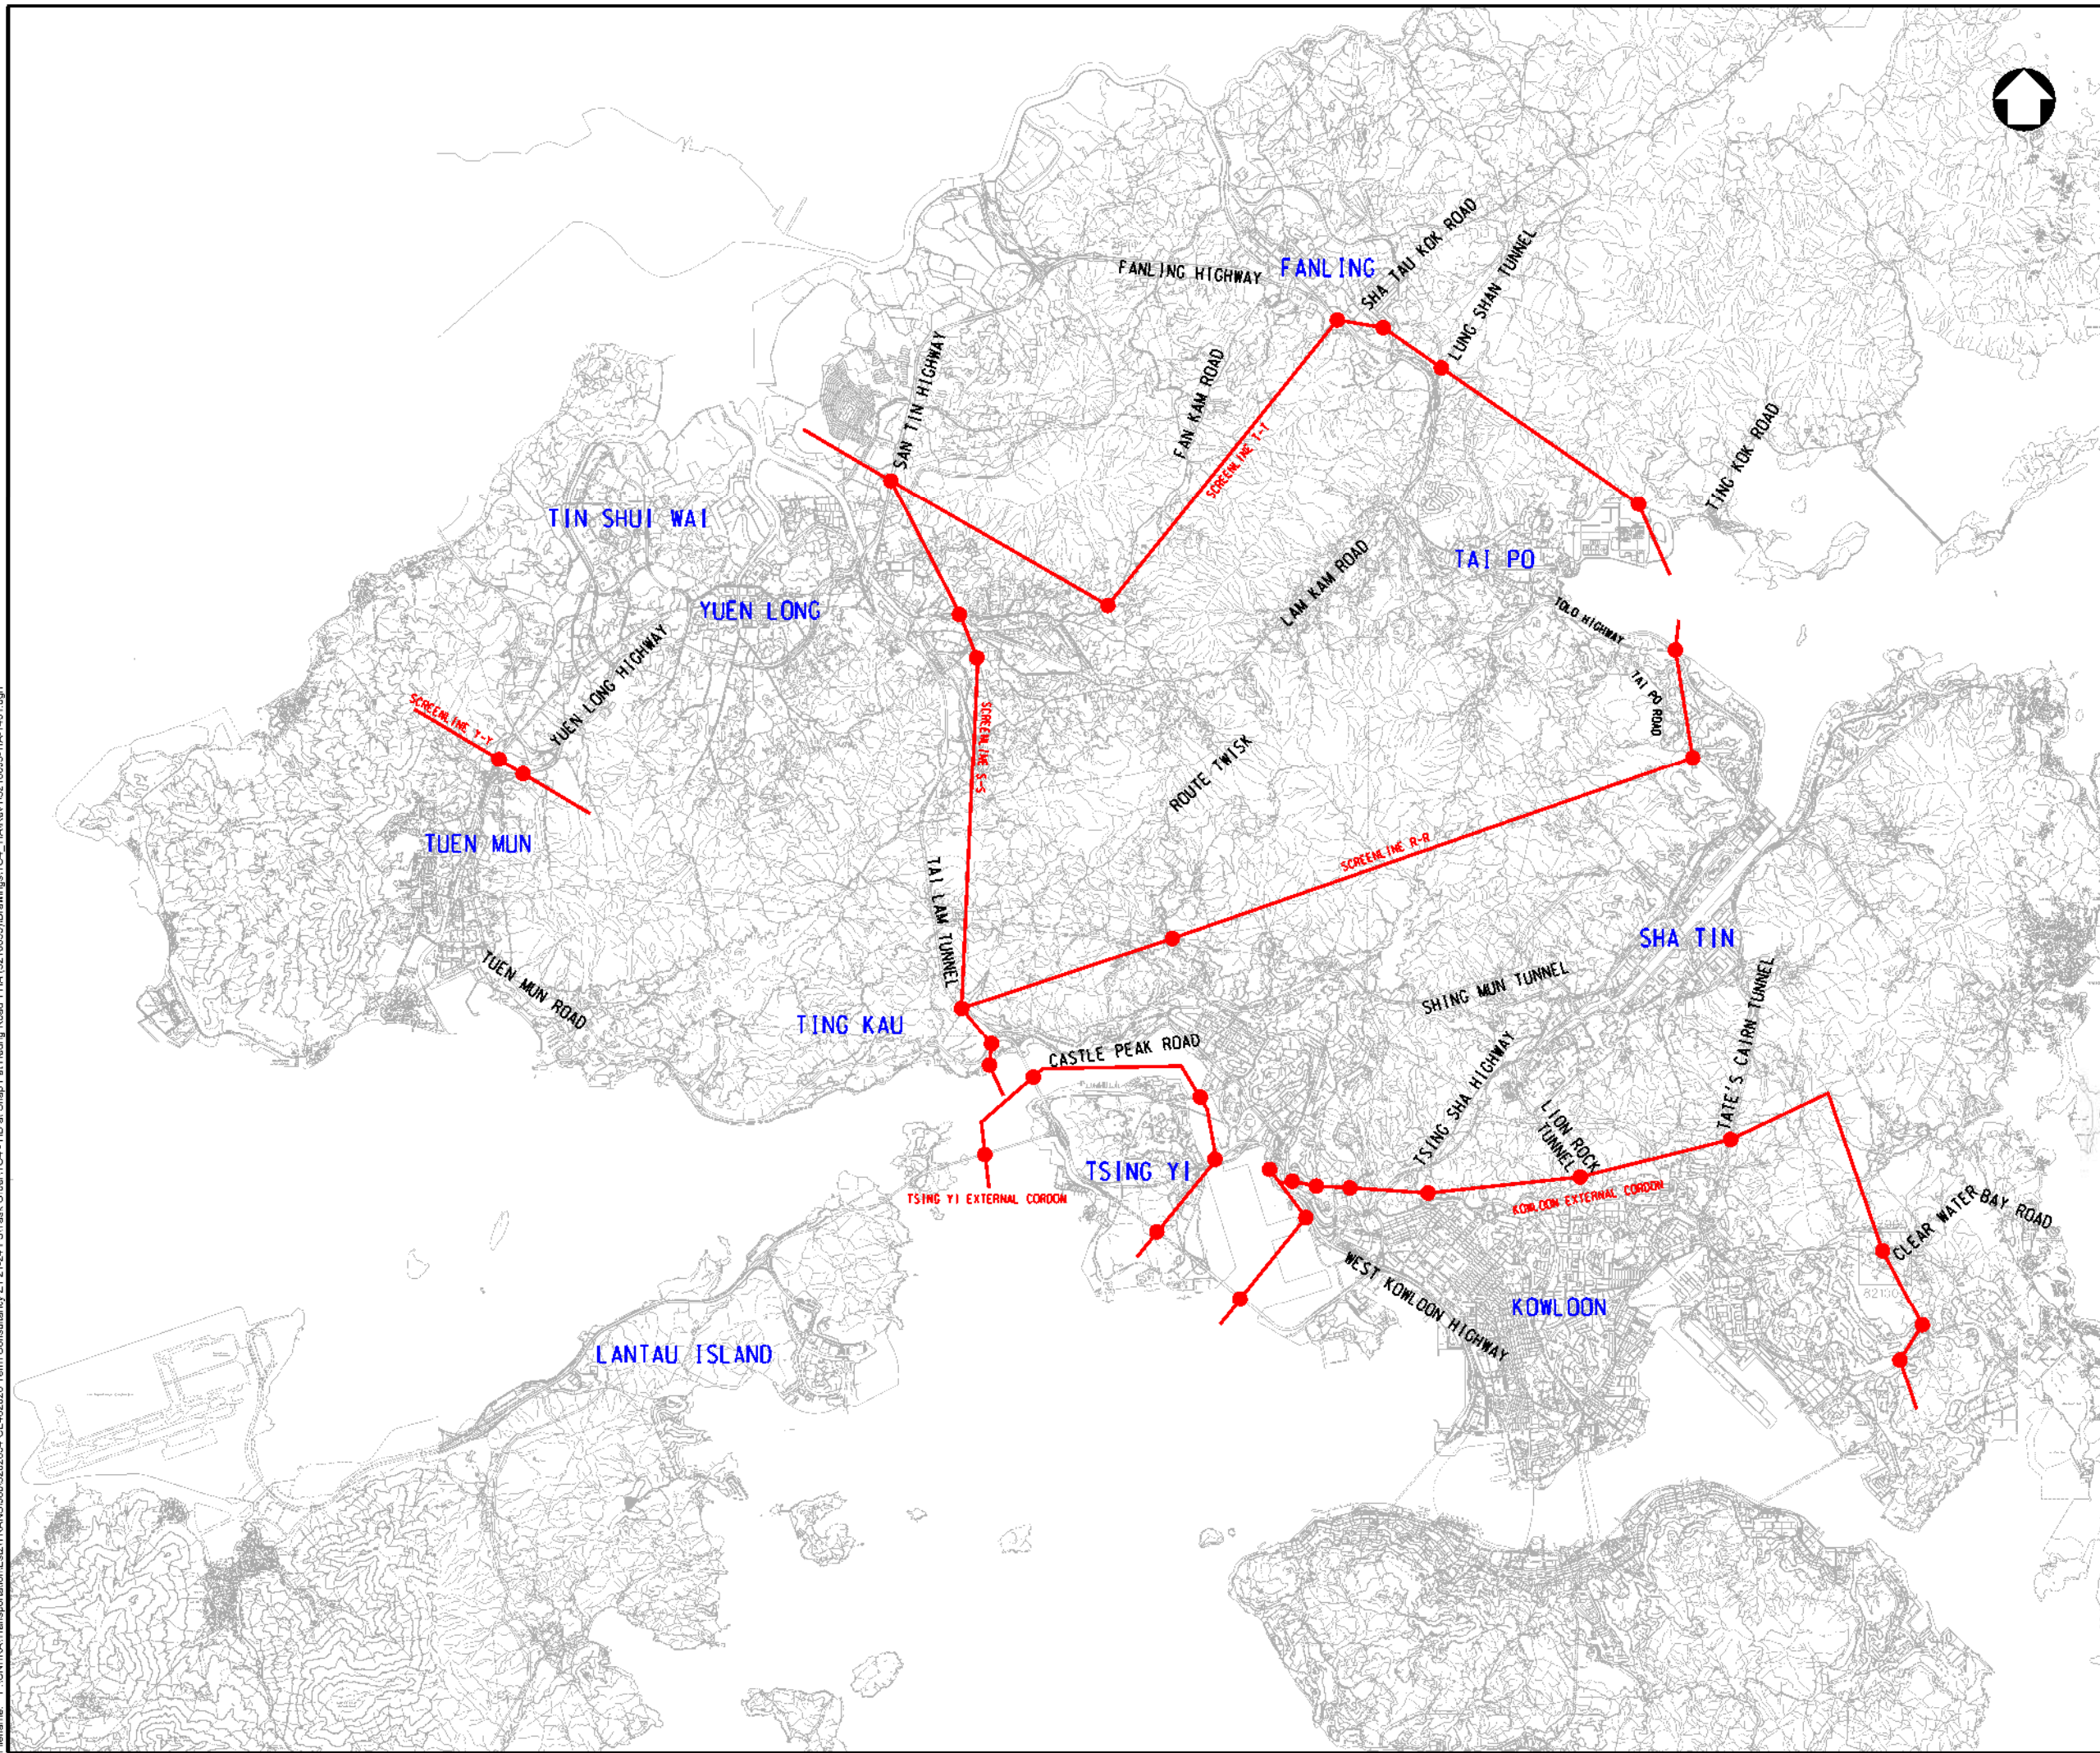 FANLING HIGHWAY
FANLING
SHA TAU KOK ROAD
LUNG SHAN TUNNEL
SAN TIN HIGHWAY
FAN KAM ROAD
SCREENLINE T-T
TING KOK ROAD
TIN SHUI WAI
TAI PO
LAM KAM ROAD
YUEN LONG
TOLO HIGHWAY
TAI PO ROAD
YUEN LONG HIGHWAY
SCREENLINE Y-Y
SCREENLINE S-S
ROUTE TWISK
TUEN MUN
SCREENLINE R-R
TAI LAM TUNNEL
SHA TIN
TUEN MUN ROAD
SHING MUN TUNNEL
TATE'S CAIRN TUNNEL
TING KAU
CASTLE PEAK ROAD
TSING SHA HIGHWAY
LION ROCK
TUNNEL
TSING YI
TSING YI EXTERNAL CORDON
KOWLOON EXTERNAL CORDON
CLEAR WATER BAY ROAD
WEST KOWLOON HIGHWAY
KOWLOON
LANTAU ISLAND